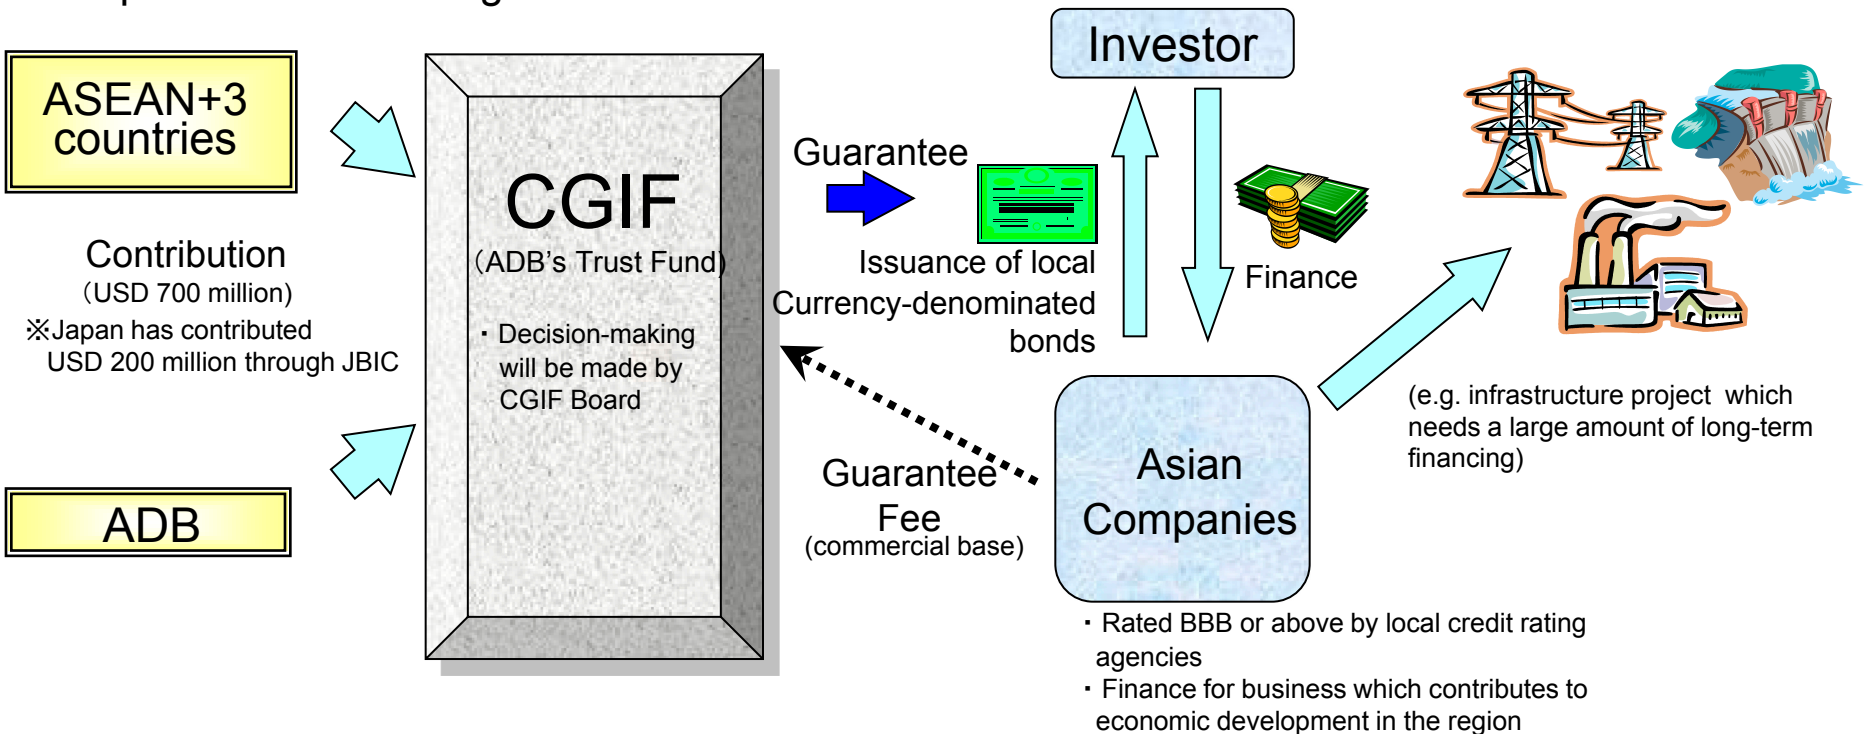 ASEAN+3
countries
Contribution
（USD 700 million)
※Japan has contributed
USD 200 million through JBIC
ADB
CGIF
（ADB's Trust Fund)
・Decision-making
will be made by
CGIF Board
Guarantee
Issuance of local
Currency-denominated
bonds
Investor
Finance
Guarantee
Fee
(commercial base)
Asian
Companies
・Rated BBB or above by local credit rating
agencies
・Finance for business which contributes to
economic development in the region
(e.g. infrastructure project which
needs a large amount of long-term
financing)